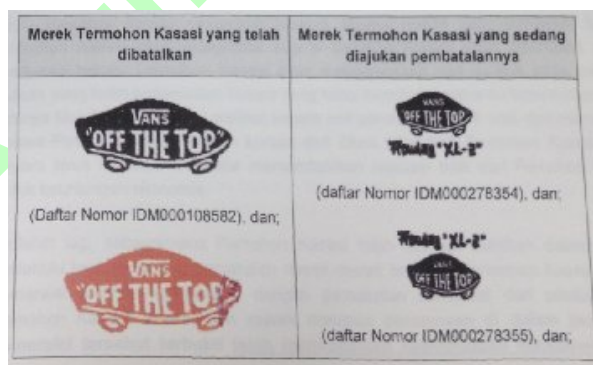 Merek Termohon Kasasi yang telah
dibatalkan
VANS
"OFF THE TOP"
(Daftar Nomor IDM000108582), dan;
VANS
"OFF THE TOP"
Merek Termohon Kasasi yang sedang
diajukan pembatalannya
VANS
"OFF THE TOP"
"XL-2"
(daftar Nomor IDM000278354), dan;
"XL-2"
VANS
"OFF THE TOP"
(daftar Nomor IDM000278355), dan;